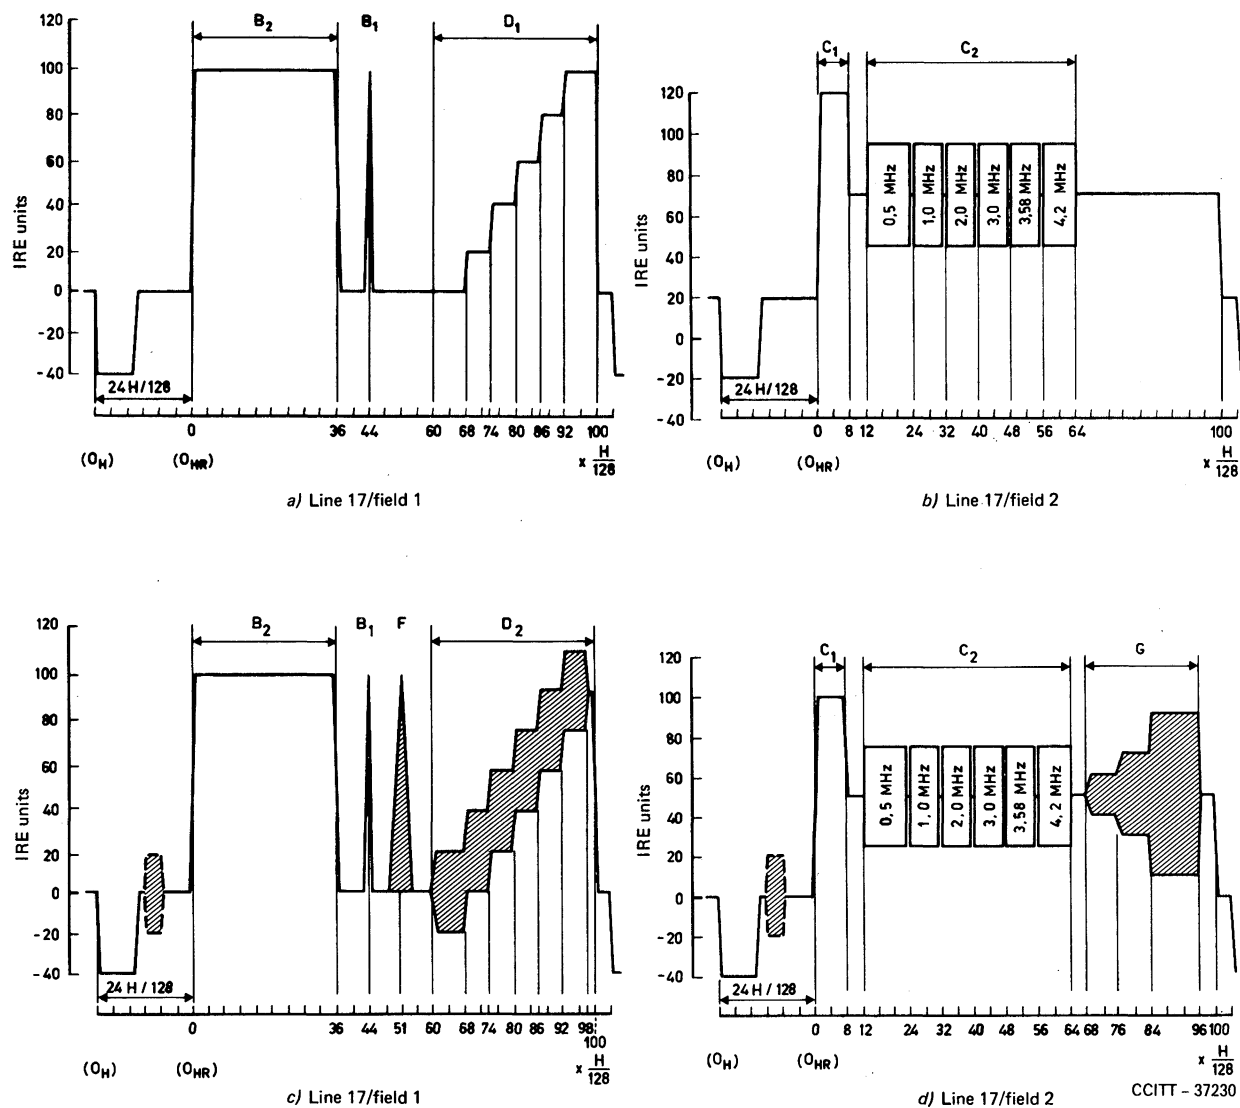 B2 B1 D1
120
100
80
60
40
20
0
-20
-40
IRE units
24 H/128
0 36 44 60 68 74 80 86 92 100
(OH) (OHR) x H/128
a) Line 17/field 1
C1 C2
120
100
80
60
40
20
0
-20
-40
IRE units
0,5 MHz
1,0 MHz
2,0 MHz
3,0 MHz
3,58 MHz
4,2 MHz
24 H/128
0 8 12 24 32 40 48 56 64 100
(OH) (OHR) x H/128
b) Line 17/field 2
B2 B1 F D2
120
100
80
60
40
20
0
-20
-40
IRE units
24 H/128
0 36 44 51 60 68 74 80 86 92 98 100
(OH) (OHR) x H/128
c) Line 17/field 1
C1 C2 G
120
100
80
60
40
20
0
-20
-40
IRE units
0,5 MHz
1,0 MHz
2,0 MHz
3,0 MHz
3,58 MHz
4,2 MHz
24 H/128
0 8 12 24 32 40 48 56 64 68 76 84 96 100
(OH) (OHR) x H/128
d) Line 17/field 2
CCITT - 37230